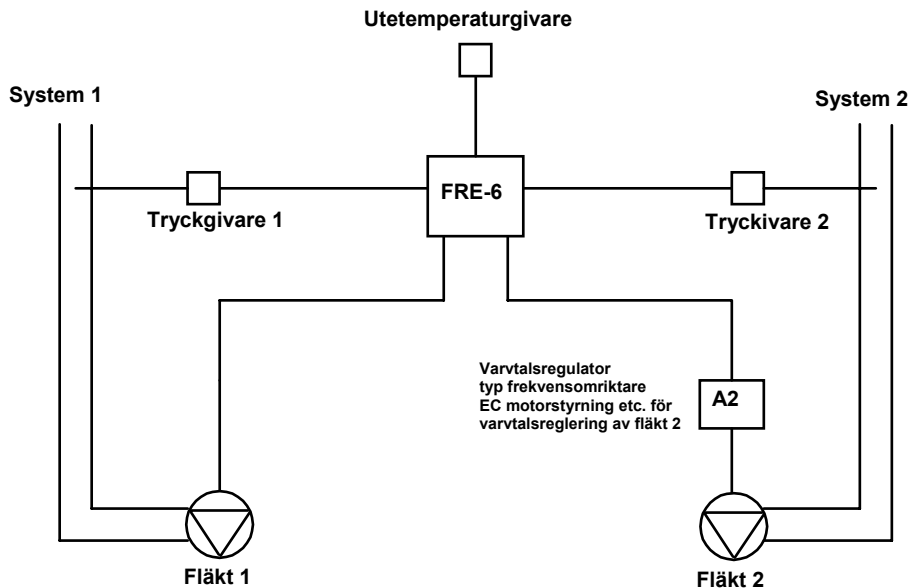 Utetemperaturgivare
System 1
System 2
FRE-6
Tryckgivare 1
Tryckivare 2
Varvtalsregulator
typ frekvensomriktare
EC motorstyrning etc. för
varvtalsreglering av fläkt 2
A2
Fläkt 1
Fläkt 2